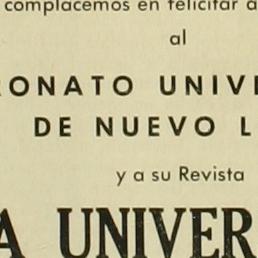 complacemos en felicitar a
al
RONATO UNIV
DE NUEVO L
y a su Revista
A UNIVER